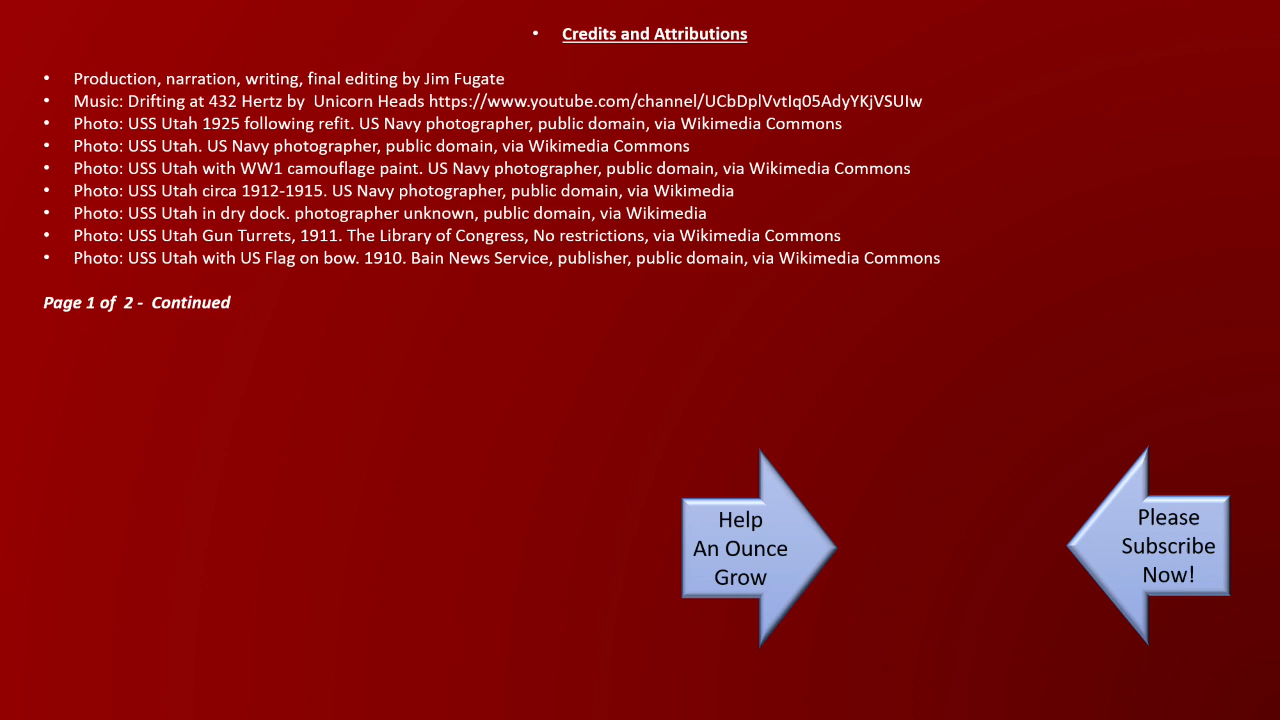 • Credits and Attributions
• Production, narration, writing, final editing by Jim Fugate
• Music: Drifting at 432 Hertz by  Unicorn Heads https://www.youtube.com/channel/UCbDplVvtIq05AdyYKjVSUIw
• Photo: USS Utah 1925 following refit. US Navy photographer, public domain, via Wikimedia Commons
• Photo: USS Utah. US Navy photographer, public domain, via Wikimedia Commons
• Photo: USS Utah with WW1 camouflage paint. US Navy photographer, public domain, via Wikimedia Commons
• Photo: USS Utah circa 1912-1915. US Navy photographer, public domain, via Wikimedia
• Photo: USS Utah in dry dock. photographer unknown, public domain, via Wikimedia
• Photo: USS Utah Gun Turrets, 1911. The Library of Congress, No restrictions, via Wikimedia Commons
• Photo: USS Utah with US Flag on bow. 1910. Bain News Service, publisher, public domain, via Wikimedia Commons
Page 1 of  2 -  Continued
Help
An Ounce
Grow
Please
Subscribe
Now!